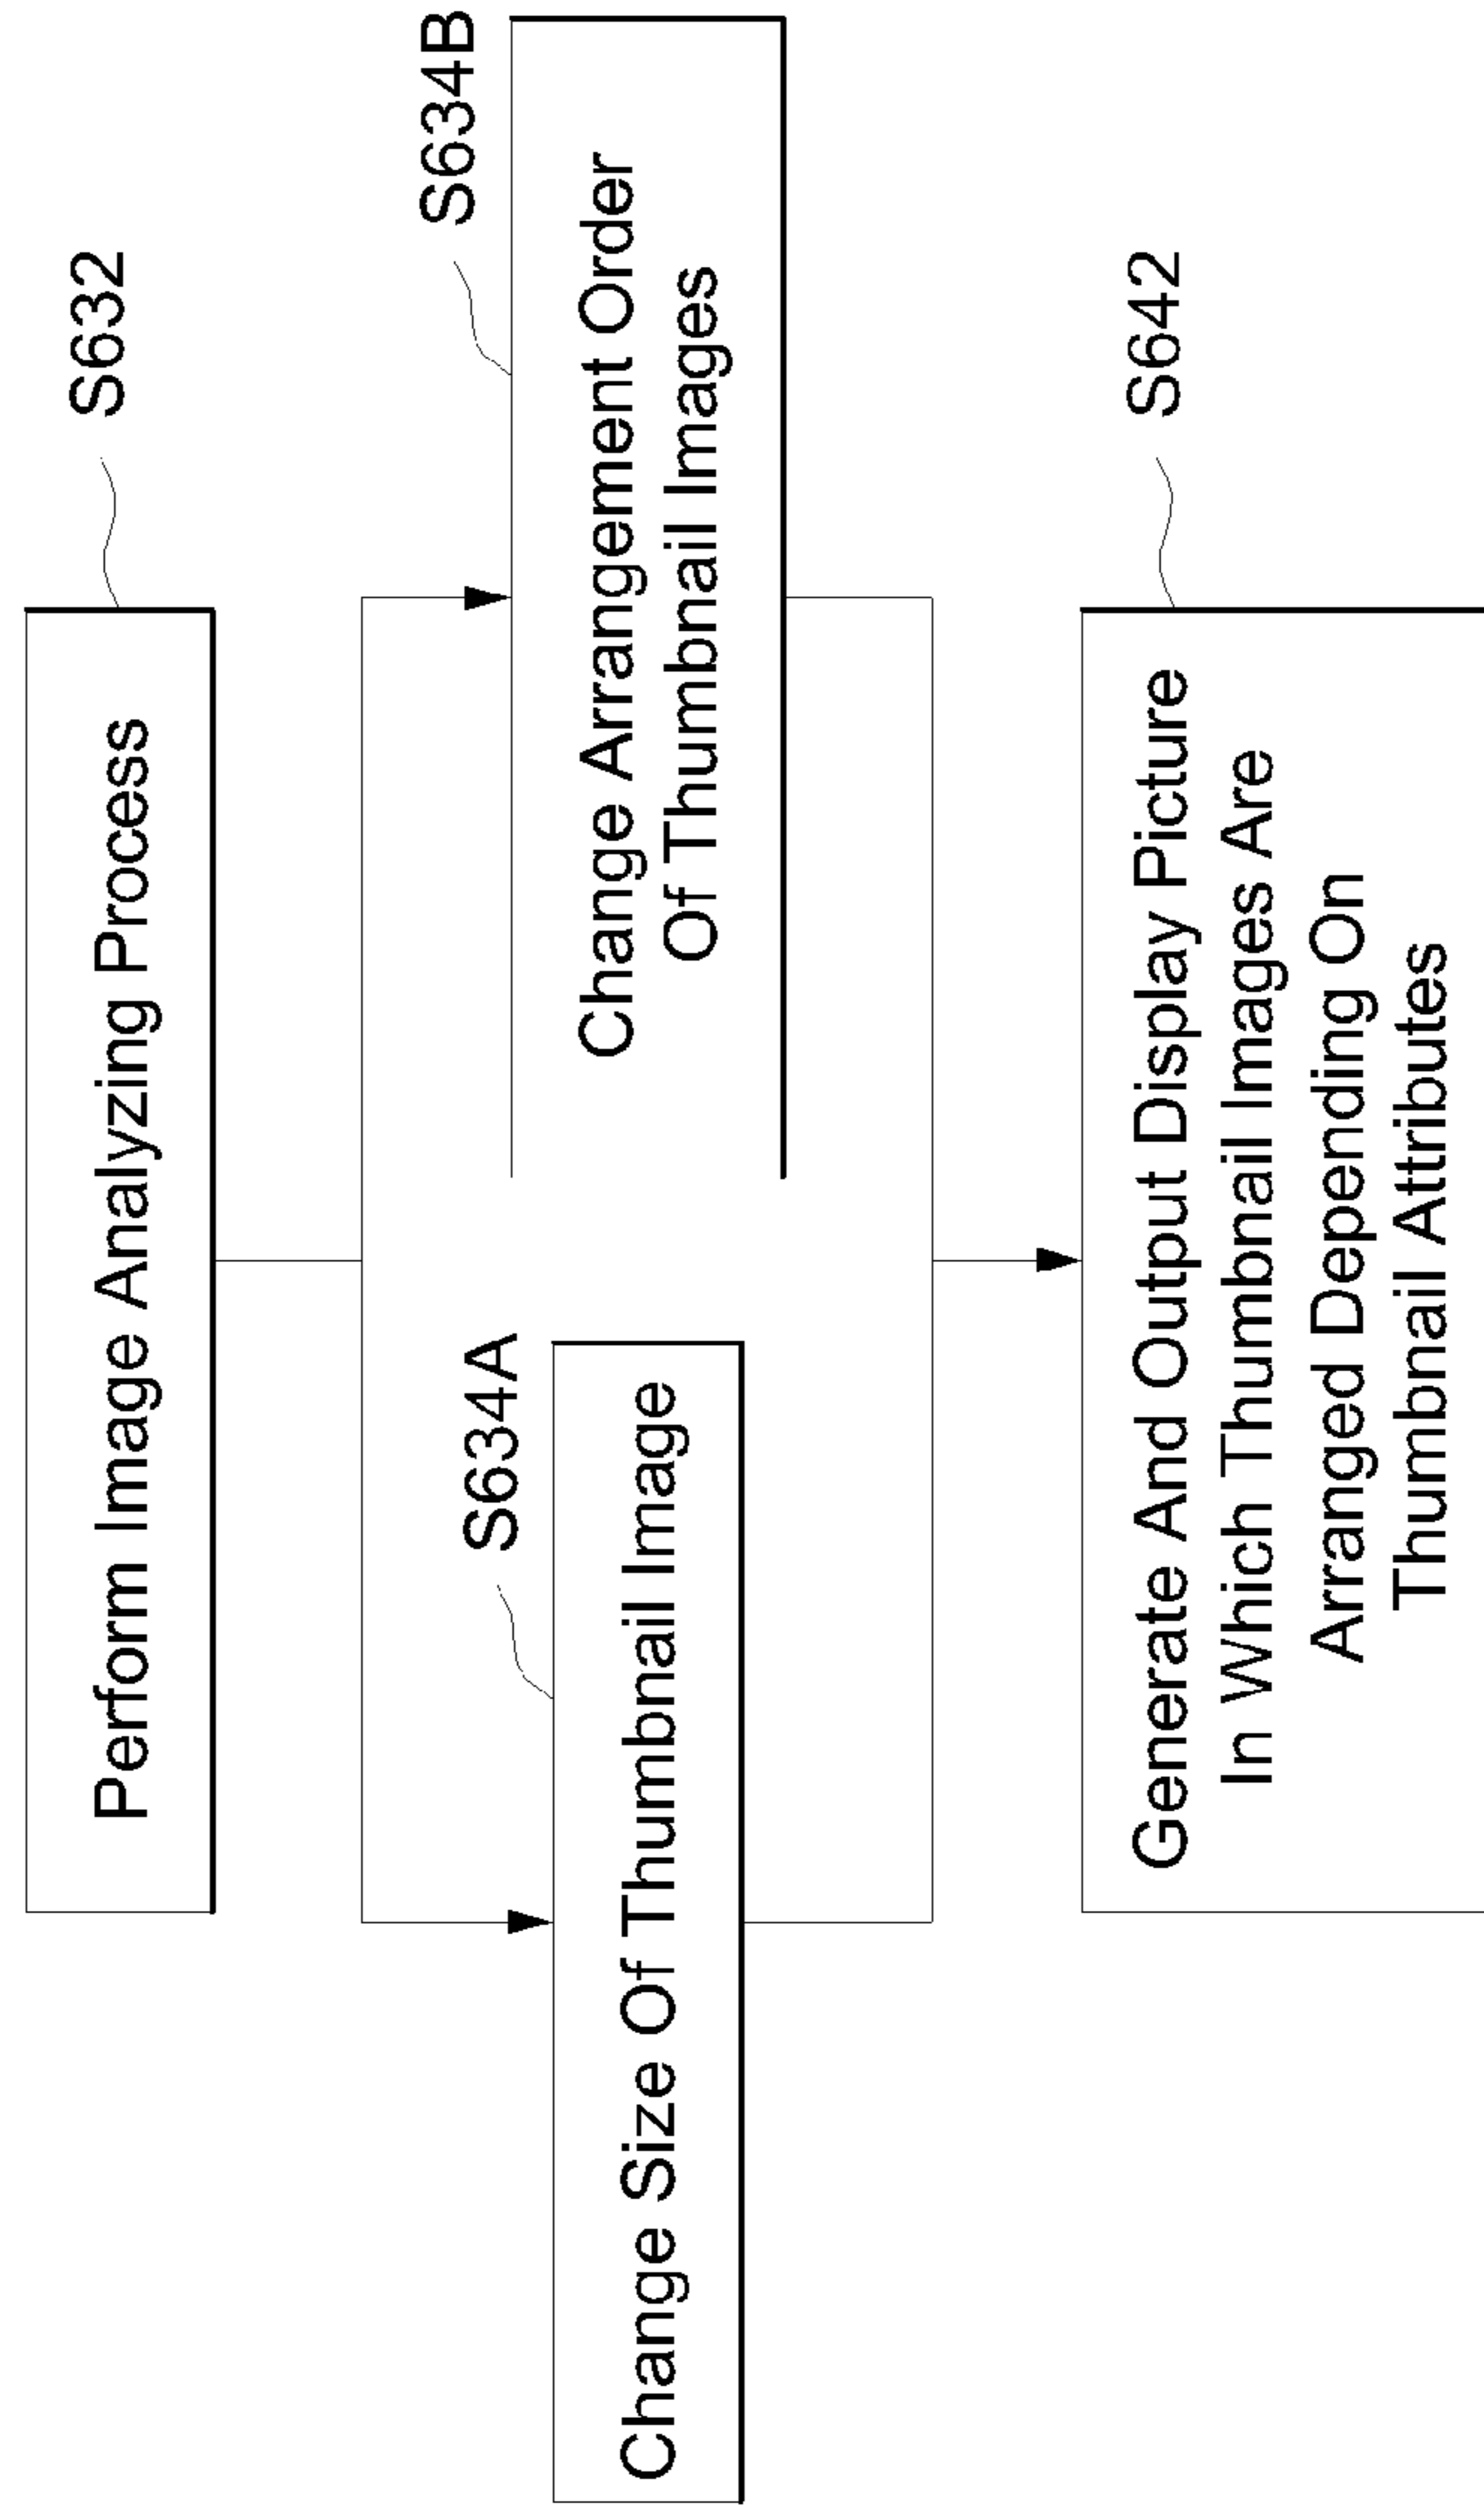 S632
Perform Image Analyzing Process
S634A
Change Size Of Thumbnail Image
S634B
Change Arrangement Order
Of Thumbnail Images
S642
Generate And Output Display Picture
In Which Thumbnail Images Are
Arranged Depending On
Thumbnail Attributes